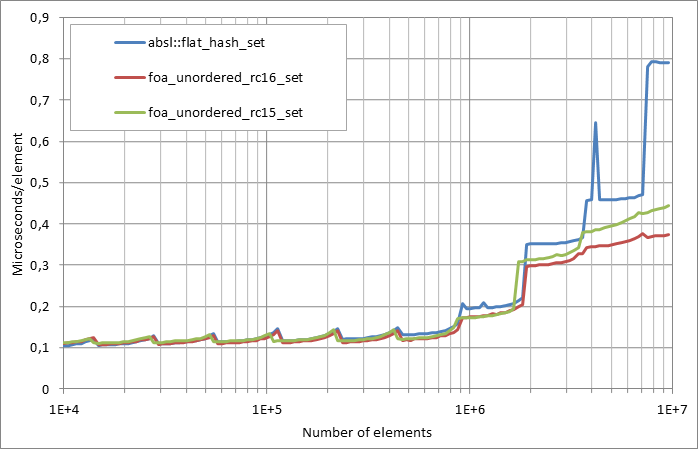 0,9
0,8
0,7
0,6
0,5
0,4
0,3
0,2
0,1
0
Microseconds/element
absl::flat_hash_set
foa_unordered_rc16_set
foa_unordered_rc15_set
1E+4 1E+5 1E+6 1E+7
Number of elements